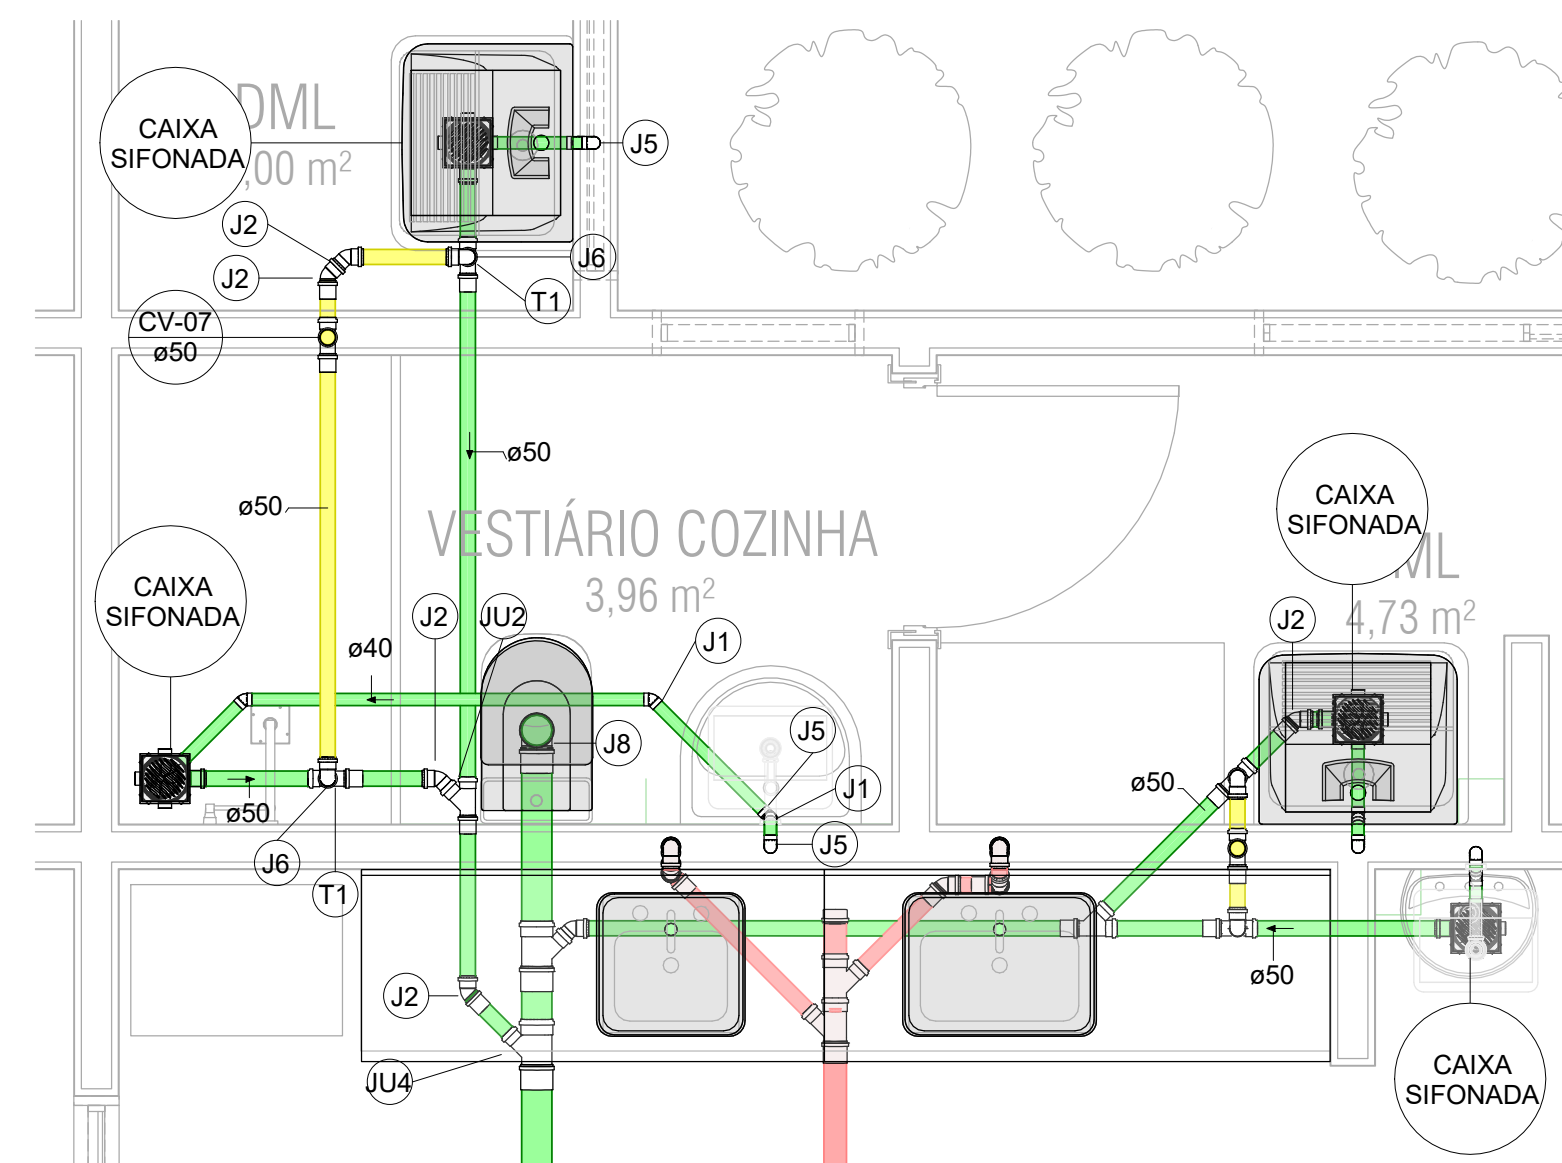 DML
,00 m²
CAIXA
SIFONADA
J5
J2
J2
J6
T1
CV-07
ø50
ø50
ø50
VESTIÁRIO COZINHA
3,96 m²
CAIXA
SIFONADA
ML
4,73 m²
CAIXA
SIFONADA
J2
JU2
J1
J2
ø40
J8
J5
J1
J5
ø50
ø50
J6
T1
J2
JU4
ø50
CAIXA
SIFONADA